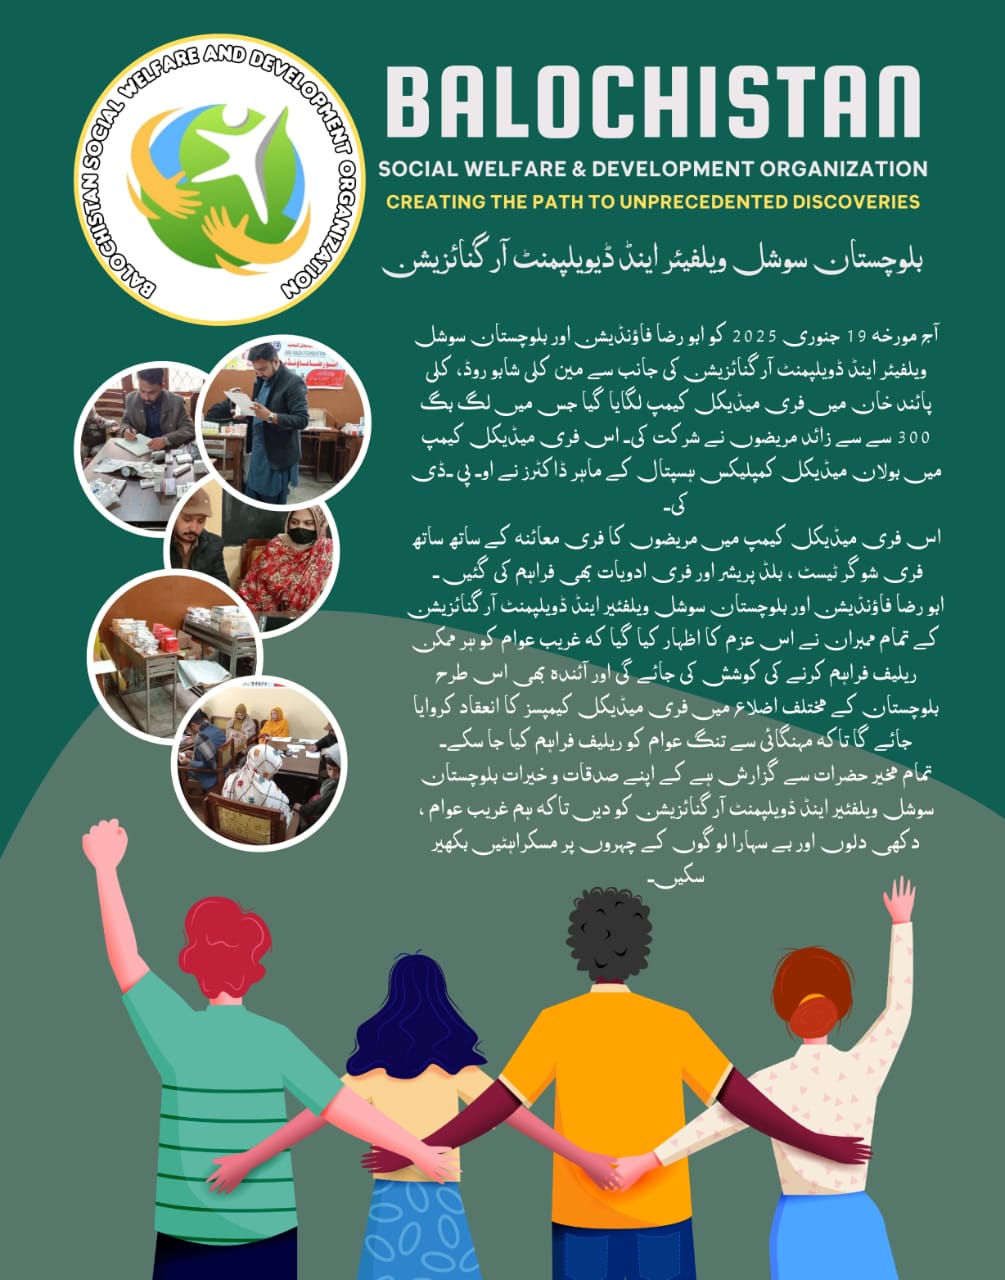 BALOCHISTAN SOCIAL WELFARE AND DEVELOPMENT ORGANIZATION
BALOCHISTAN
SOCIAL WELFARE & DEVELOPMENT ORGANIZATION
CREATING THE PATH TO UNPRECEDENTED DISCOVERIES
بلوچستان سوشل ویلفیئر اینڈ ڈیویلپمنٹ آرگنائزیشن
آج مورخہ 19 جنوری 2025 کو ابو رضا فاؤنڈیشن اور بلوچستان سوشل
ویلفیئر اینڈ ڈویلپمنٹ آرگنائزیشن کی جانب سے مین کلی شابو روڈ، کلی
پائند خان میں فری میڈیکل کیمپ لگایا گیا جس میں لگ بگ
300 سے سے زائد مریضوں نے شرکت کی۔ اس فری میڈیکل کیمپ
میں بولان میڈیکل کمپلیکس ہسپتال کے ماہر ڈاکٹرز نے او۔ پی ۔ڈی
کی۔
اس فری میڈیکل کیمپ میں مریضوں کا فری معائنہ کے ساتھ ساتھ
فری شوگر ٹیسٹ ، بلڈ پریشر اور فری ادویات بھی فراہم کی گئیں ۔
ابو رضا فاؤنڈیشن اور بلوچستان سوشل ویلفئیر اینڈ ڈویلپمنٹ آرگنائزیشن
کے تمام ممبران نے اس عزم کا اظہار کیا گیا کہ غریب عوام کو ہر ممکن
ریلیف فراہم کرنے کی کوشش کی جائے گی اور آئندہ بھی اس طرح
بلوچستان کے مختلف اضلاع میں فری میڈیکل کیمپسز کا انعقاد کروایا
جائے گا تاکہ مہنگائی سے تنگ عوام کو ریلیف فراہم کیا جا سکے۔
تمام مخیر حضرات سے گزارش ہے کے اپنے صدقات و خیرات بلوچستان
سوشل ویلفئیر اینڈ ڈویلپمنٹ آرگنائزیشن کو دیں تاکہ ہم غریب عوام ،
دکھی دلوں اور بے سہارا لوگوں کے چہروں پر مسکراہٹیں بکھیر
سکیں۔
ABU RAZA FOUNDATION
ابو رضا فاؤنڈیشن